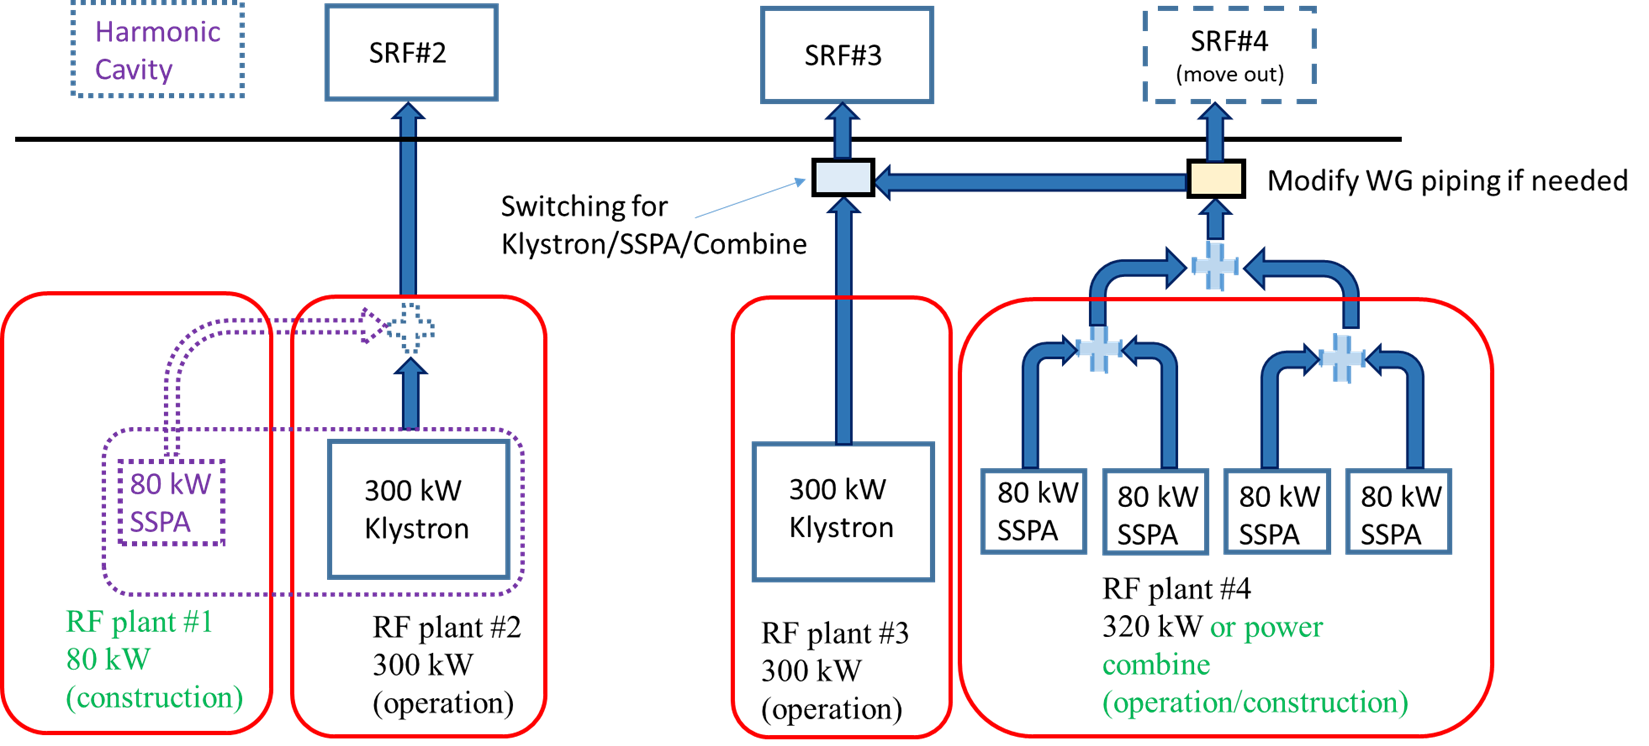 Harmonic
Cavity
SRF#2
SRF#3
SRF#4
(move out)
Switching for
Klystron/SSPA/Combine
Modify WG piping if needed
80 kW
SSPA
300 kW
Klystron
300 kW
Klystron
80 kW
SSPA
80 kW
SSPA
80 kW
SSPA
80 kW
SSPA
RF plant #1
80 kW
(construction)
RF plant #2
300 kW
(operation)
RF plant #3
300 kW
(operation)
RF plant #4
320 kW or power
combine
(operation/construction)